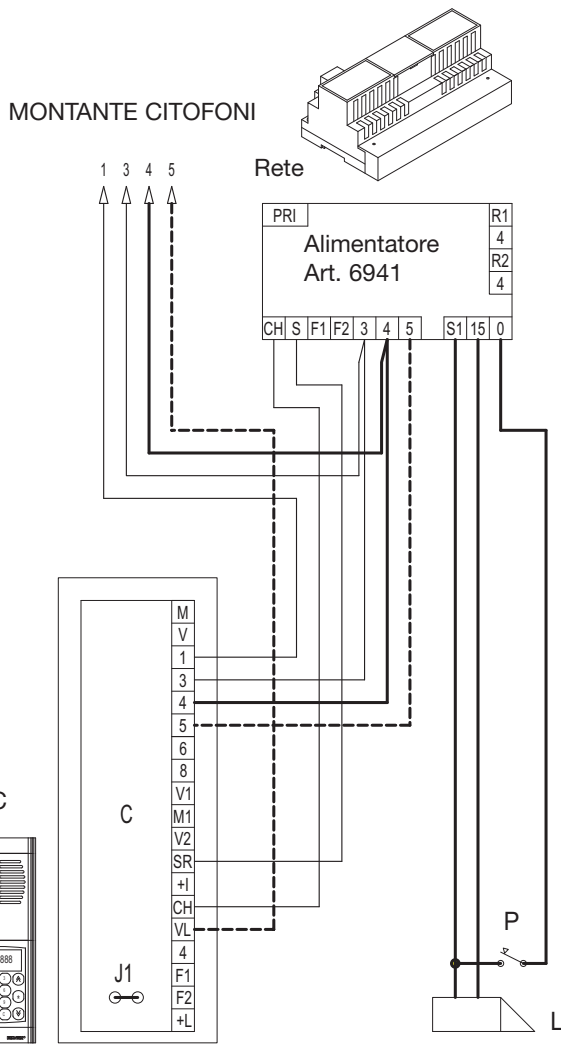 MONTANTE CITOFONI
1 3 4 5
Rete
PRI
R1
4
R2
4
Alimentatore
Art. 6941
CH S F1 F2 3 4 5 S1 15 0
M
V
1
3
4
5
6
8
V1
M1
V2
SR
+I
CH
VL
4
F1
F2
+L
C
J1
C
888
P
L